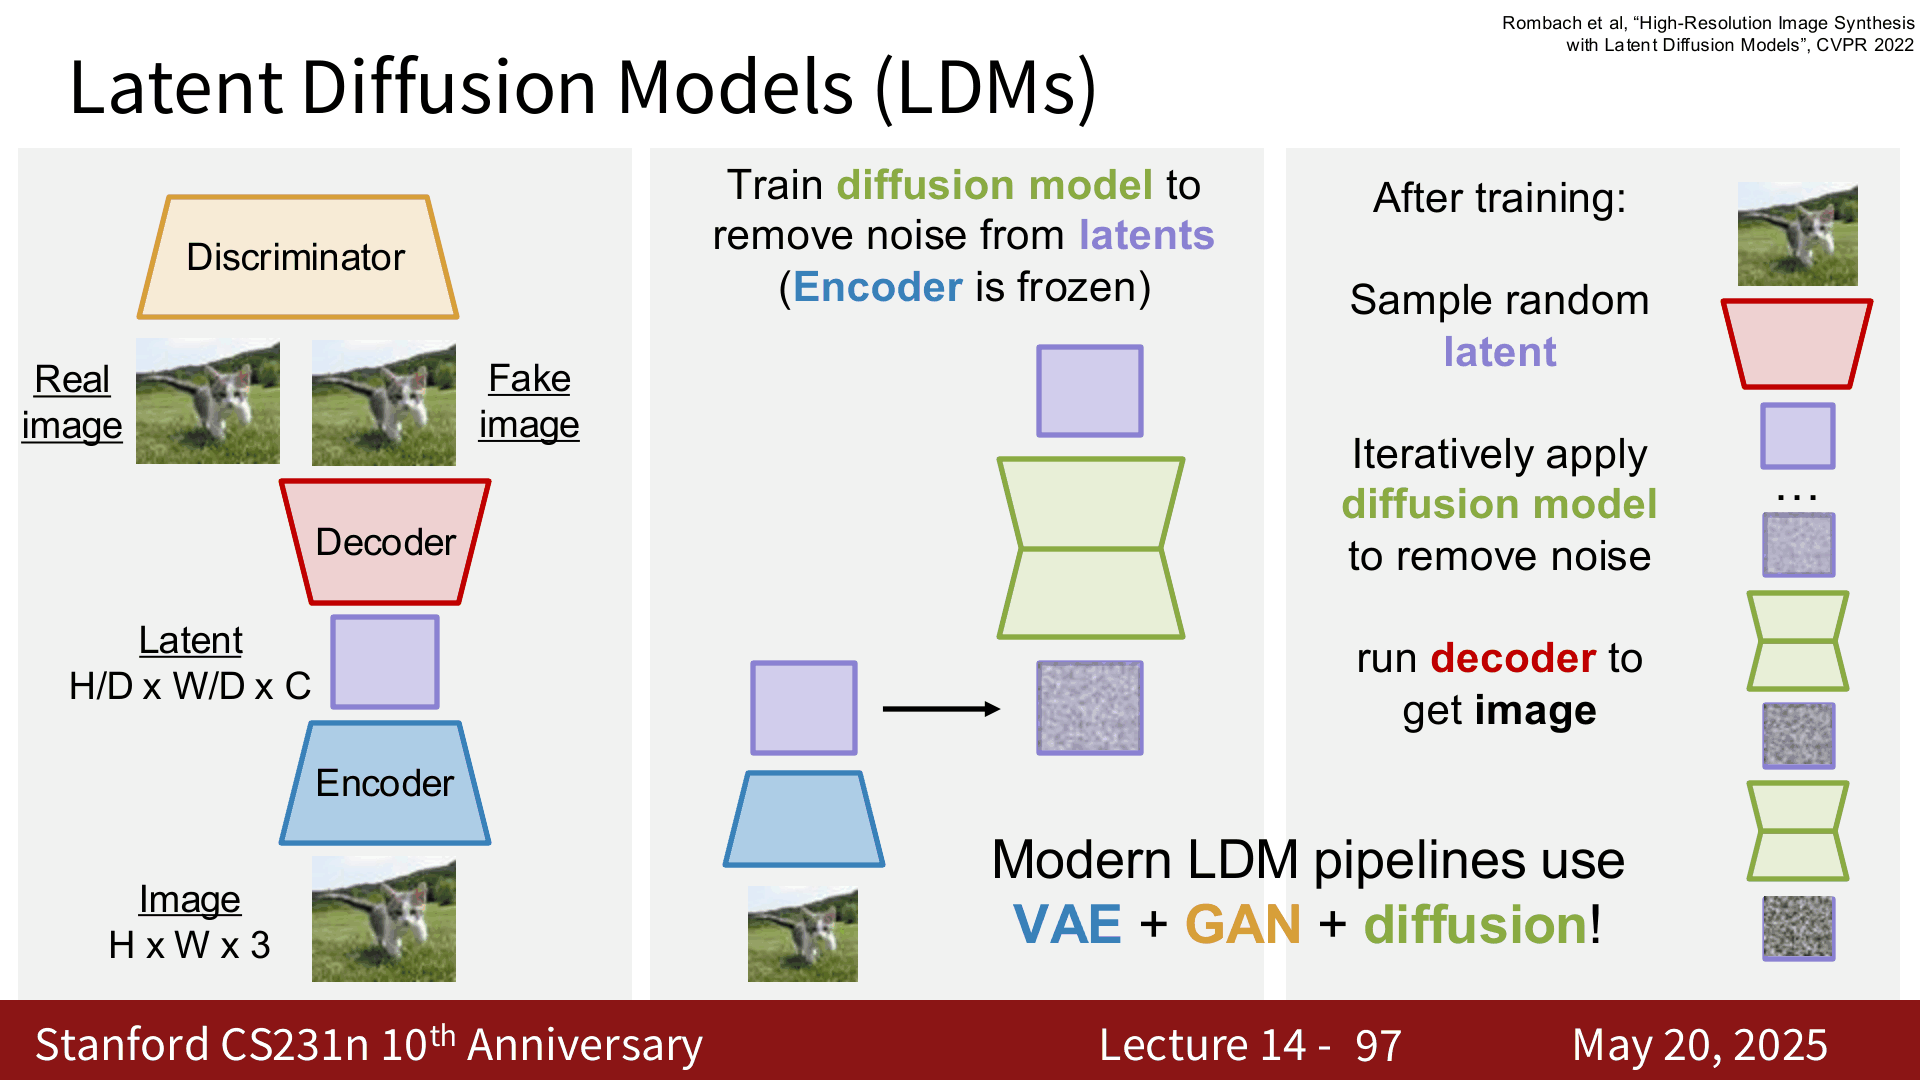 Rombach et al, “High-Resolution Image Synthesis
with Latent Diffusion Models”, CVPR 2022
Latent Diffusion Models (LDMs)
Discriminator
Real
image
Fake
image
Decoder
Latent
H/D x W/D x C
Encoder
Image
H x W x 3
Train diffusion model to
remove noise from latents
(Encoder is frozen)
After training:
Sample random
latent
Iteratively apply
diffusion model
to remove noise
run decoder to
get image
...
Modern LDM pipelines use
VAE + GAN + diffusion!
Stanford CS231n 10th Anniversary
Lecture 14 - 97
May 20, 2025